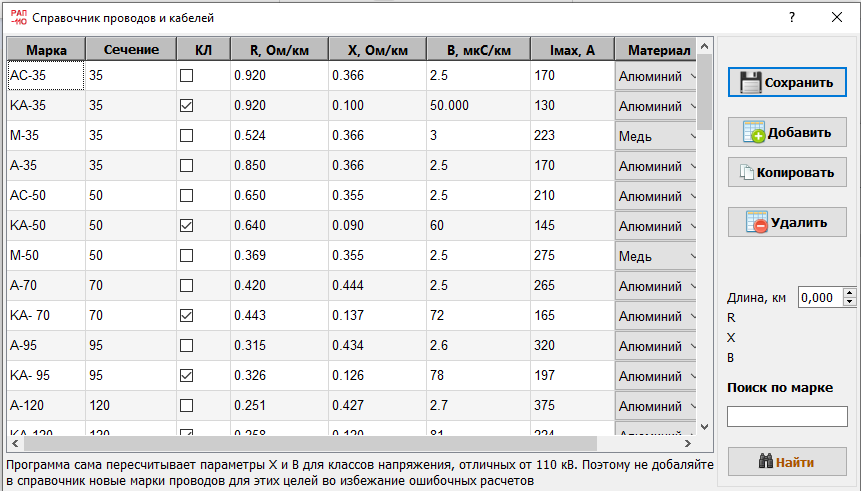 РАП
-МО
Справочник проводов и кабелей
?
Марка Сечение КЛ R, Ом/км X, Ом/км B, мкС/км Imax, А Материал
АС-35 35 0.920 0.366 2.5 170 Алюминий
КА-35 35 0.920 0.100 50.000 130 Алюминий
М-35 35 0.524 0.366 3 223 Медь
А-35 35 0.850 0.366 2.5 170 Алюминий
АС-50 50 0.650 0.355 2.5 210 Алюминий
КА-50 50 0.640 0.090 60 145 Алюминий
М-50 50 0.369 0.355 2.5 275 Медь
А-70 70 0.420 0.444 2.5 265 Алюминий
КА- 70 70 0.443 0.137 72 165 Алюминий
А-95 95 0.315 0.434 2.6 320 Алюминий
КА- 95 95 0.326 0.126 78 197 Алюминий
А-120 120 0.251 0.427 2.7 375 Алюминий
КА-120 120 0.258 0.120 81 224 Алюминий
Сохранить
Добавить
Копировать
Удалить
Длина, км 0,000
R
X
B
Поиск по марке
Найти
Программа сама пересчитывает параметры X и B для классов напряжения, отличных от 110 кВ. Поэтому не добаляйте
в справочник новые марки проводов для этих целей во избежание ошибочных расчетов